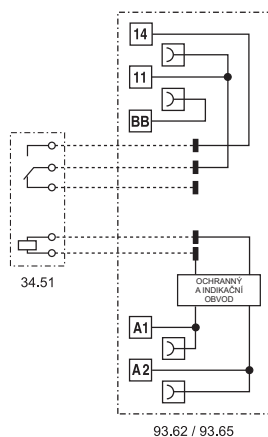 14
11
BB
34.51
OCHRANNÝ
A INDIKAČNÍ
OBVOD
A1
A2
93.62 / 93.65